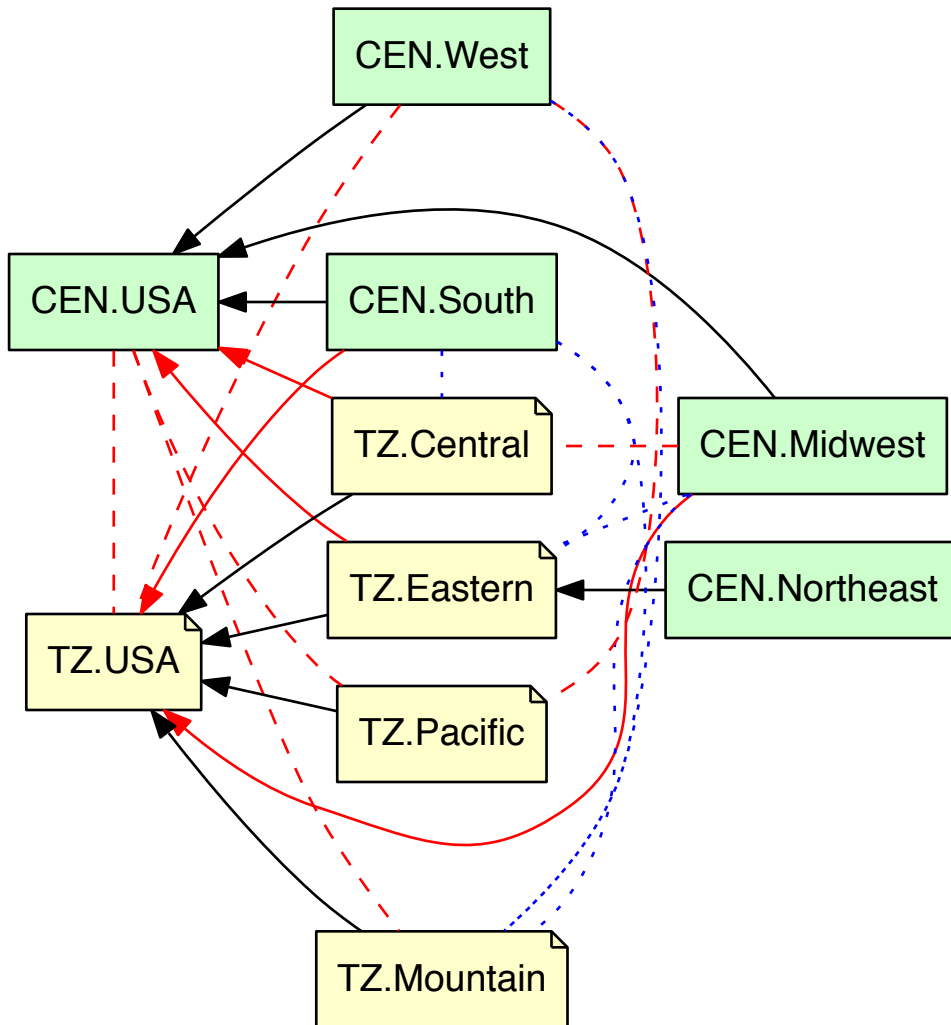 CEN.West
CEN.USA
CEN.South
TZ.Central
CEN.Midwest
TZ.Eastern
CEN.Northeast
TZ.USA
TZ.Pacific
TZ.Mountain